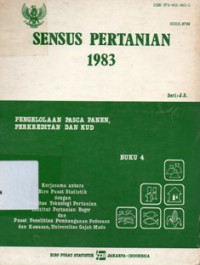 SENSUS PERTANIAN
1983
Seri : J.3.
PENGELOLAAN PASCA PANEN,
PERKREDITAN DAN KUD
BUKU 4
Kerjasama antara
Biro Pusat Statistik
dengan
Fakultas Teknologi Pertanian
Institut Pertanian Bogor
dan
Pusat Penelitian Pembangunan Pedesaan
dan Kawasan, Universitas Gajah Mada
BIRO PUSAT STATISTIK
JAKARTA - INDONESIA